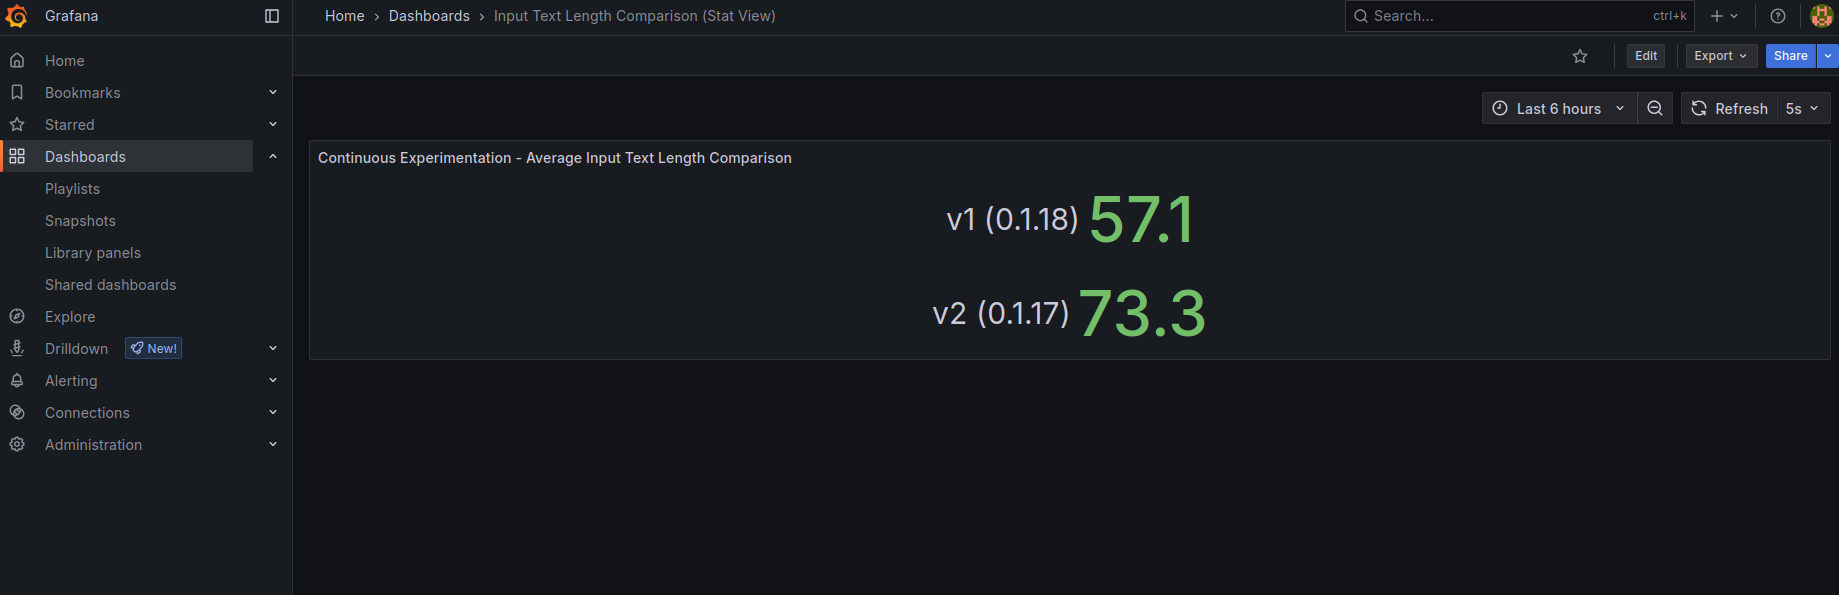 Grafana
Home › Dashboards › Input Text Length Comparison (Stat View)
Search... ctrl+k
Edit Export Share
Home
Bookmarks
Starred
Dashboards
Playlists
Snapshots
Library panels
Shared dashboards
Explore
Drilldown New!
Alerting
Connections
Administration
Last 6 hours Refresh 5s
Continuous Experimentation - Average Input Text Length Comparison
v1 (0.1.18) 57.1
v2 (0.1.17) 73.3